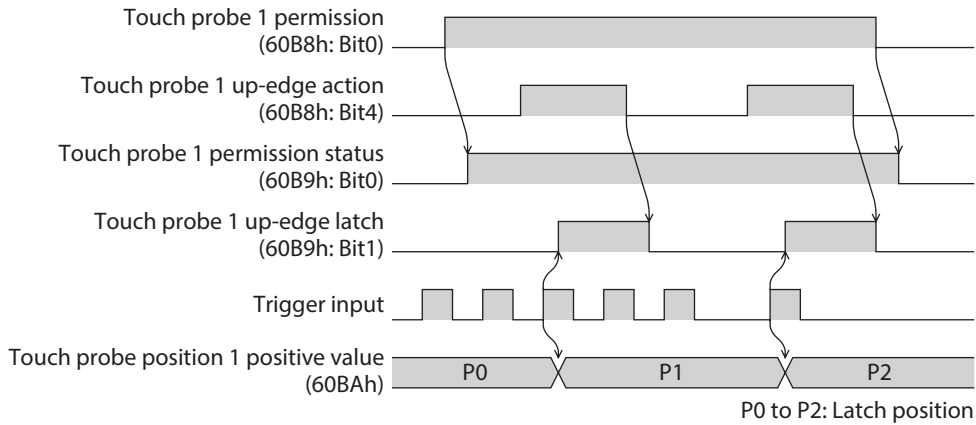 Touch probe 1 permission
(60B8h: Bit0)
Touch probe 1 up-edge action
(60B8h: Bit4)
Touch probe 1 permission status
(60B9h: Bit0)
Touch probe 1 up-edge latch
(60B9h: Bit1)
Trigger input
Touch probe position 1 positive value
(60BAh)
P0
P1
P2
P0 to P2: Latch position